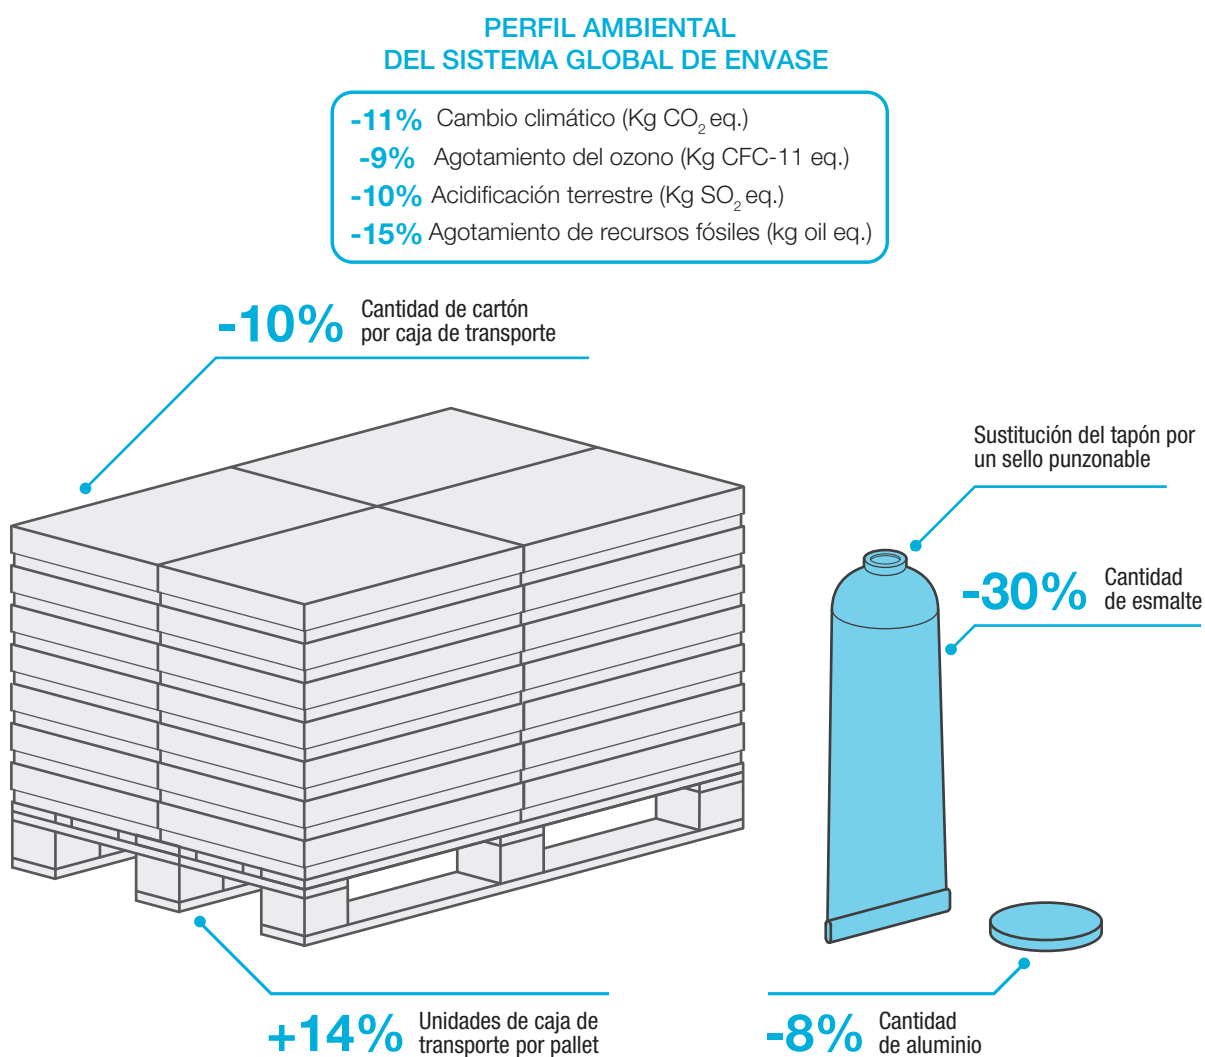 PERFIL AMBIENTAL
DEL SISTEMA GLOBAL DE ENVASE
-11% Cambio climático (Kg CO₂ eq.)
-9% Agotamiento del ozono (Kg CFC-11 eq.)
-10% Acidificación terrestre (Kg SO₂ eq.)
-15% Agotamiento de recursos fósiles (kg oil eq.)
-10%
Cantidad de cartón
por caja de transporte
Sustitución del tapón por
un sello punzonable
-30%
Cantidad
de esmalte
+14%
Unidades de caja de
transporte por pallet
-8%
Cantidad
de aluminio